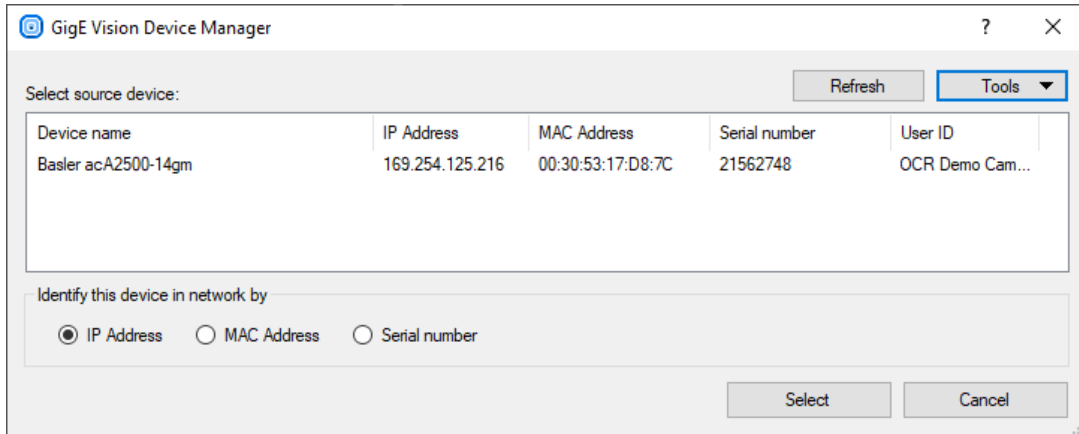 GigE Vision Device Manager ?
Select source device: Refresh Tools
Device name IP Address MAC Address Serial number User ID
Basler acA2500-14gm 169.254.125.216 00:30:53:17:D8:7C 21562748 OCR Demo Cam...
Identify this device in network by
IP Address MAC Address Serial number
Select Cancel